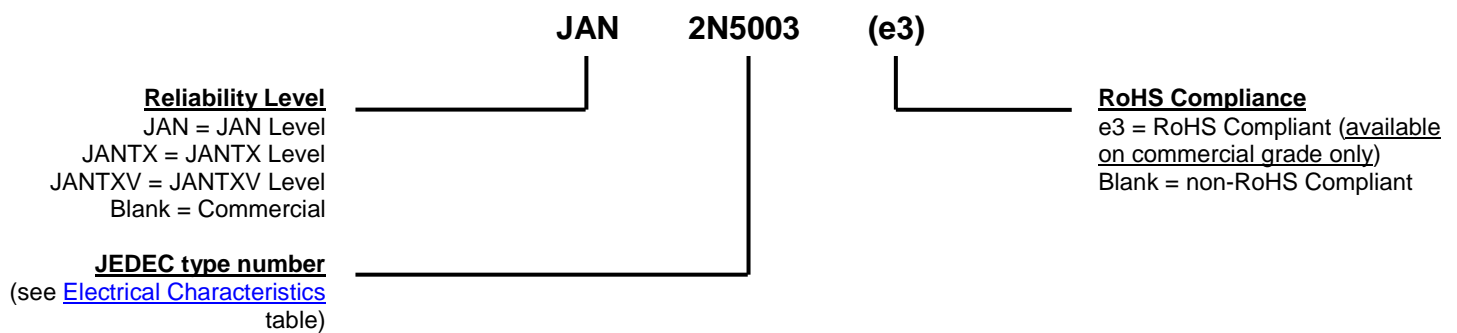 JAN 2N5003 (e3)
Reliability Level
JAN = JAN Level
JANTX = JANTX Level
JANTXV = JANTXV Level
Blank = Commercial
JEDEC type number
(see Electrical Characteristics
table)
RoHS Compliance
e3 = RoHS Compliant (available
on commercial grade only)
Blank = non-RoHS Compliant